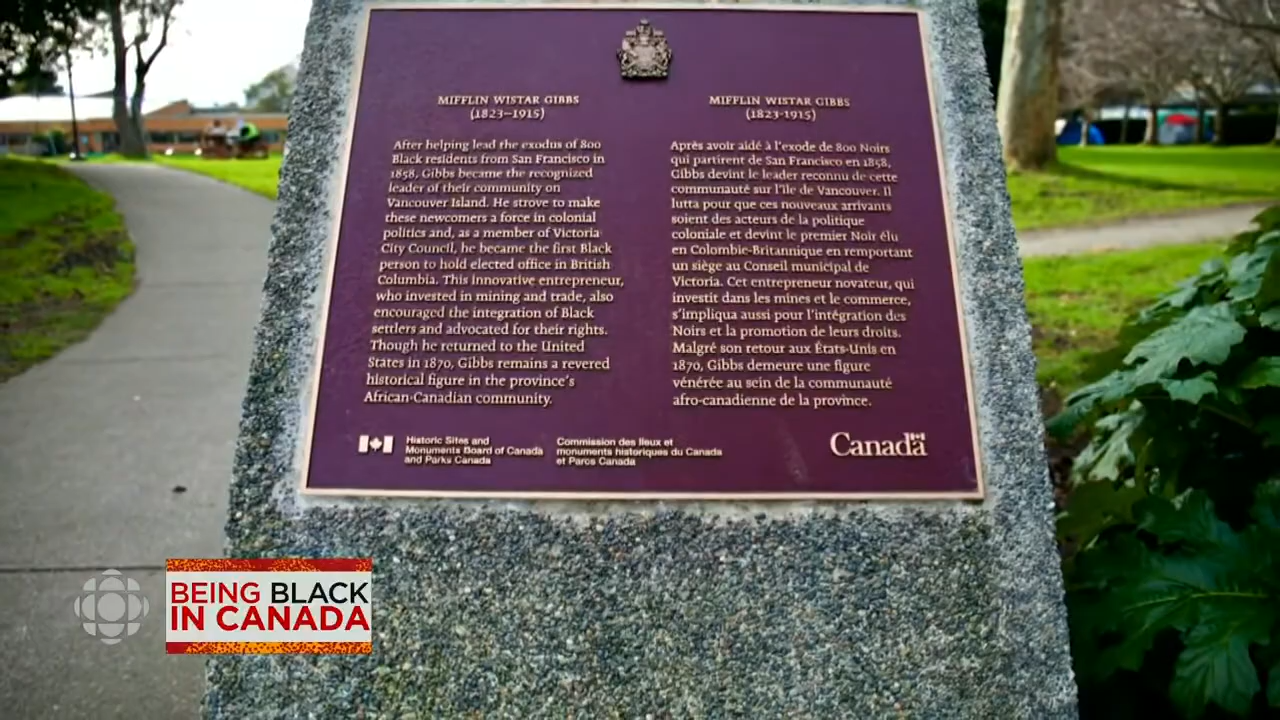 MIFFLIN WISTAR GIBBS
(1823–1915)
After helping lead the exodus of 800
Black residents from San Francisco in
1858, Gibbs became the recognized
leader of their community on
Vancouver Island. He strove to make
these newcomers a force in colonial
politics and, as a member of Victoria
City Council, he became the first Black
person to hold elected office in British
Columbia. This innovative entrepreneur,
who invested in mining and trade, also
encouraged the integration of Black
settlers and advocated for their rights.
Though he returned to the United
States in 1870, Gibbs remains a revered
historical figure in the province's
African-Canadian community.
MIFFLIN WISTAR GIBBS
(1823-1915)
Après avoir aidé à l'exode de 800 Noirs
qui partirent de San Francisco en 1858,
Gibbs devint le leader reconnu de cette
communauté sur l'île de Vancouver. Il
lutta pour que ces nouveaux arrivants
soient des acteurs de la politique
coloniale et devint le premier Noir élu
en Colombie-Britannique en remportant
un siège au Conseil municipal de
Victoria. Cet entrepreneur novateur, qui
investit dans les mines et le commerce,
s'impliqua aussi pour l'intégration des
Noirs et la promotion de leurs droits.
Malgré son retour aux États-Unis en
1870, Gibbs demeure une figure
vénérée au sein de la communauté
afro-canadienne de la province.
Historic Sites and
Monuments Board of Canada
and Parks Canada
Commission des lieux et
monuments historiques du Canada
et Parcs Canada
Canada
BEING BLACK
IN CANADA